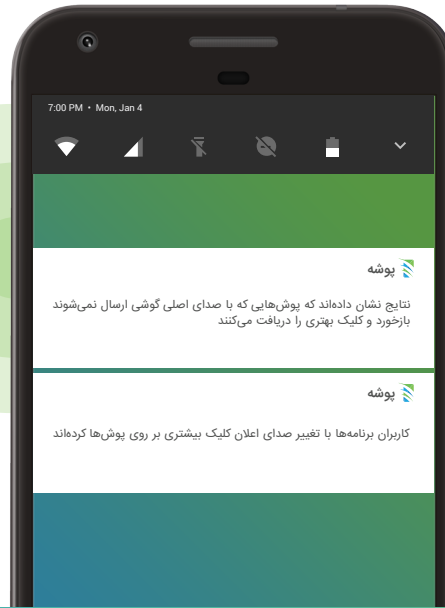 7:00 PM • Mon, Jan 4
پوشه
نتایج نشان داده‌اند که پوش‌هایی که با صدای اصلی گوشی ارسال نمی‌شوند
بازخورد و کلیک بهتری را دریافت می‌کنند
پوشه
کاربران برنامه‌ها با تغییر صدای اعلان کلیک بیشتری بر روی پوش‌ها کرده‌اند